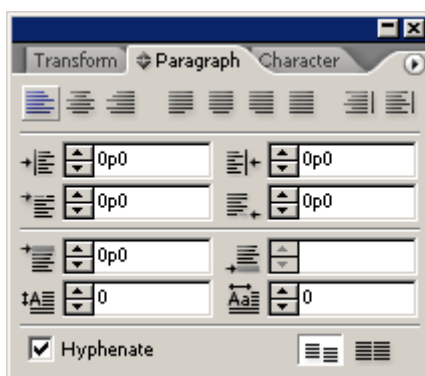 Transform Paragraph Character
0p0 0p0
0p0 0p0
0p0
0 0
Hyphenate